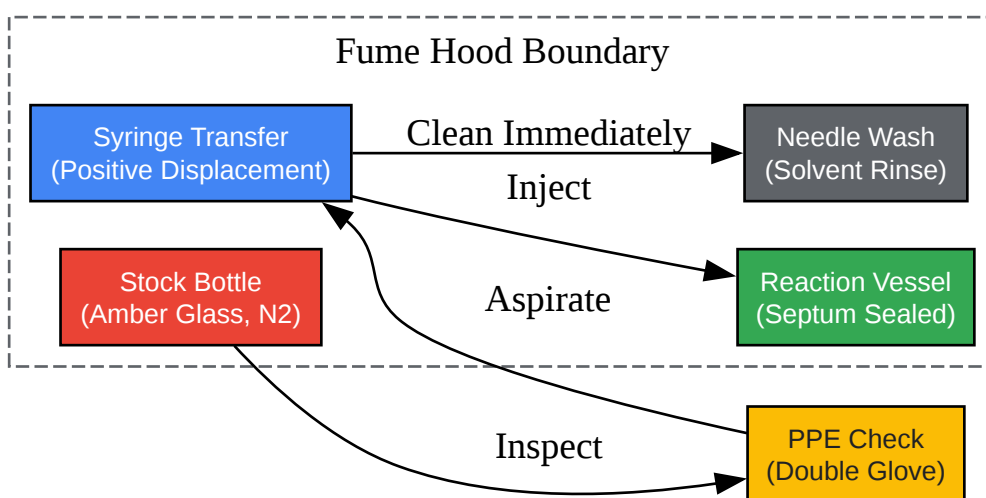 Fume Hood Boundary
Syringe Transfer
(Positive Displacement)
Clean Immediately
Needle Wash
(Solvent Rinse)
Inject
Stock Bottle
(Amber Glass, N2)
Aspirate
Reaction Vessel
(Septum Sealed)
Inspect
PPE Check
(Double Glove)